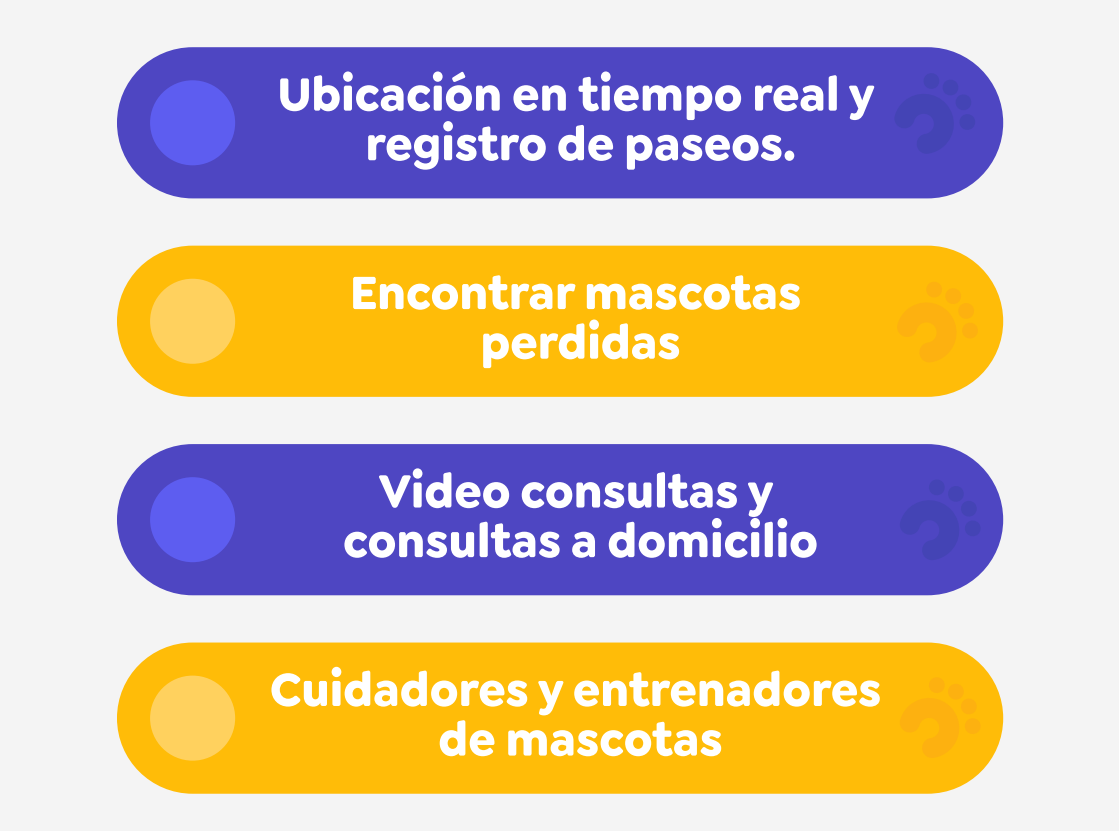 Ubicación en tiempo real y
registro de paseos.
Encontrar mascotas
perdidas
Video consultas y
consultas a domicilio
Cuidadores y entrenadores
de mascotas